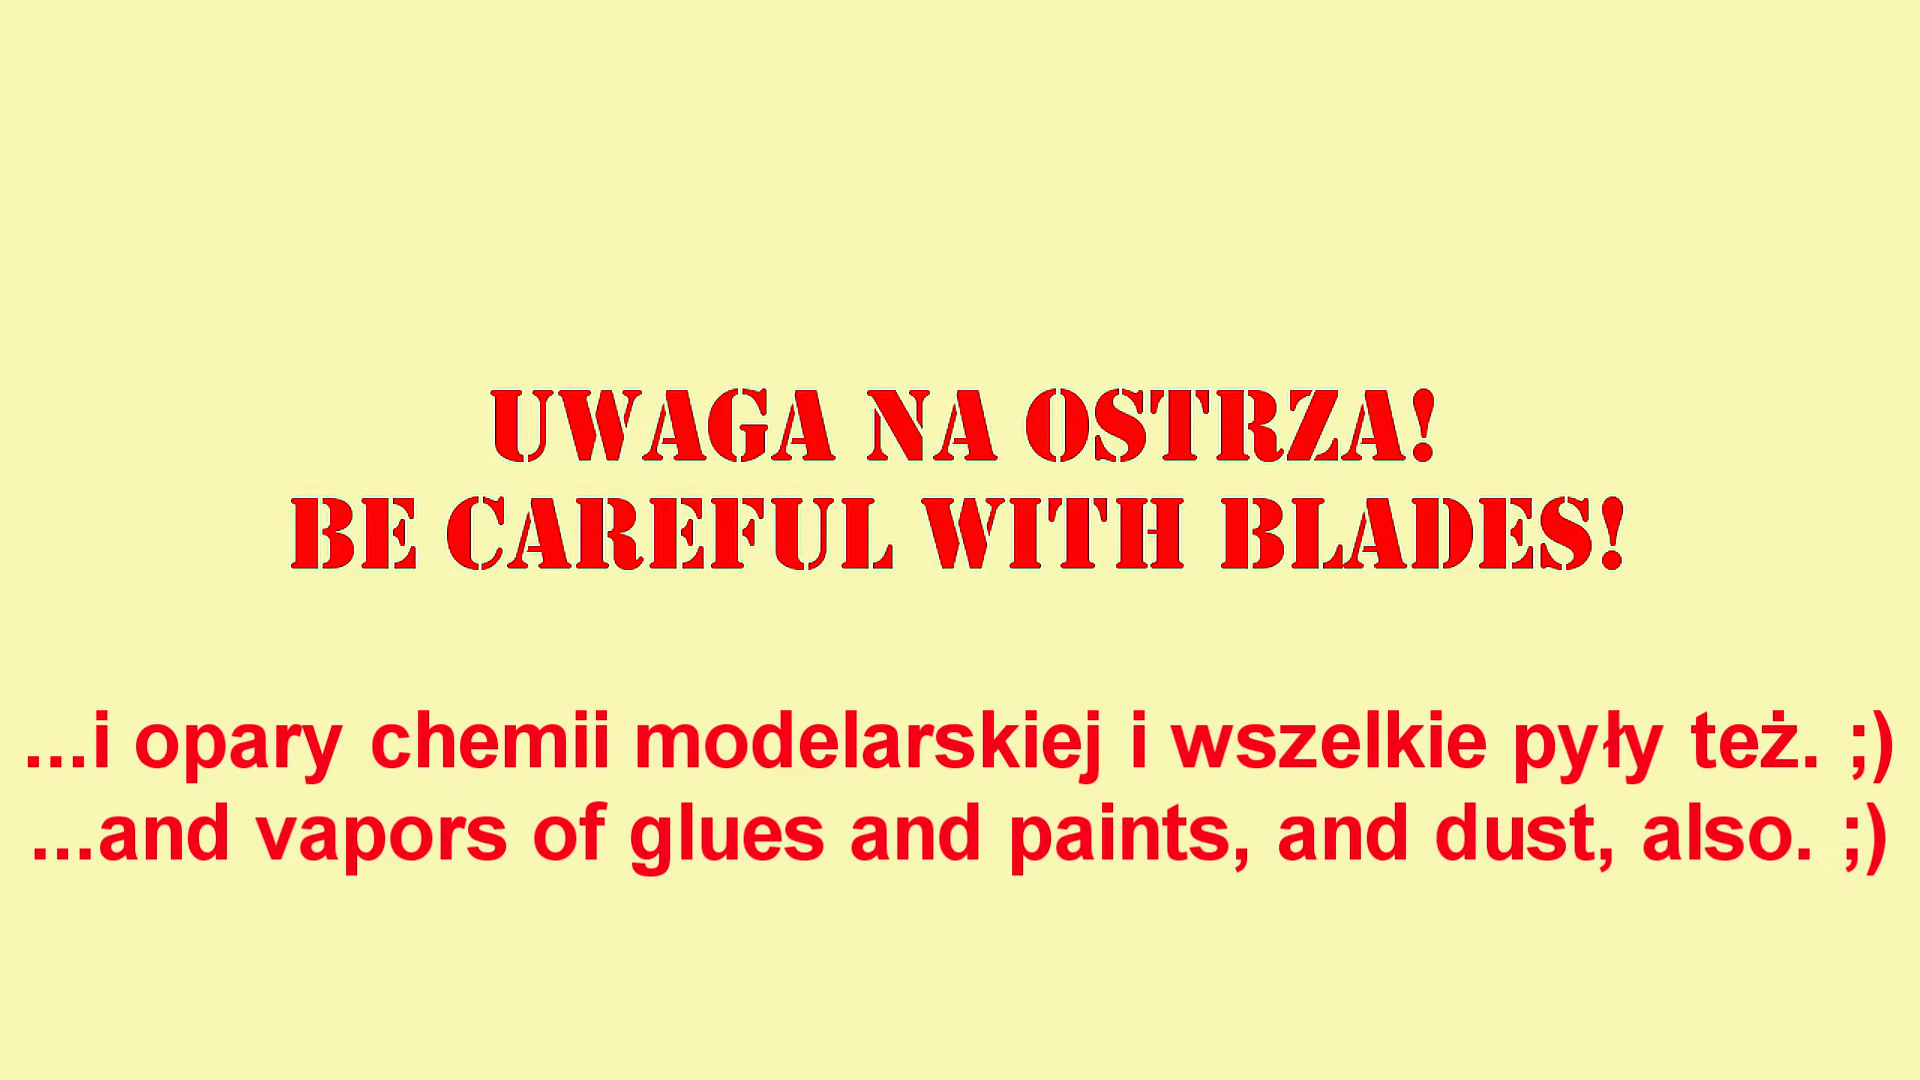 UWAGA NA OSTRZA!
BE CAREFUL WITH BLADES!
...i opary chemii modelarskiej i wszelkie pyły też. ;)
...and vapors of glues and paints, and dust, also. ;)